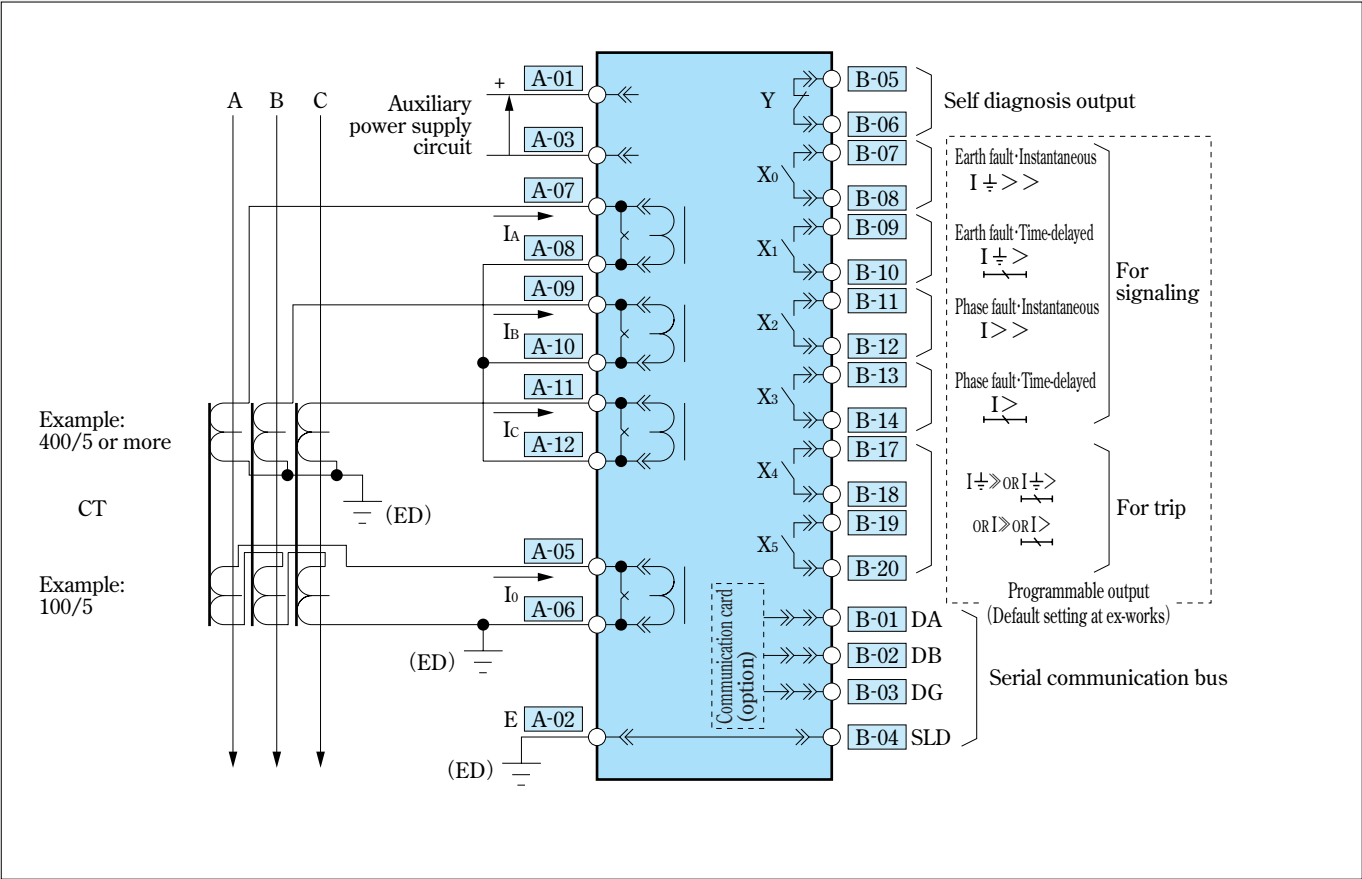 A B C
Auxiliary
power supply
circuit
+
A-01
A-03
A-07
IA
A-08
A-09
IB
A-10
A-11
IC
A-12
Example:
400/5 or more
CT
(ED)
Example:
100/5
A-05
I0
A-06
(ED)
E A-02
(ED)
Y
X0
X1
X2
X3
X4
X5
Communication card
(option)
B-05
B-06
B-07
B-08
B-09
B-10
B-11
B-12
B-13
B-14
B-17
B-18
B-19
B-20
B-01 DA
B-02 DB
B-03 DG
B-04 SLD
Self diagnosis output
Earth fault·Instantaneous
I⏚>>
Earth fault·Time-delayed
I⏚>
Phase fault·Instantaneous
I>>
Phase fault·Time-delayed
I>
For
signaling
I⏚≫ORI⏚>
ORI≫ORI>
For trip
Programmable output
(Default setting at ex-works)
Serial communication bus